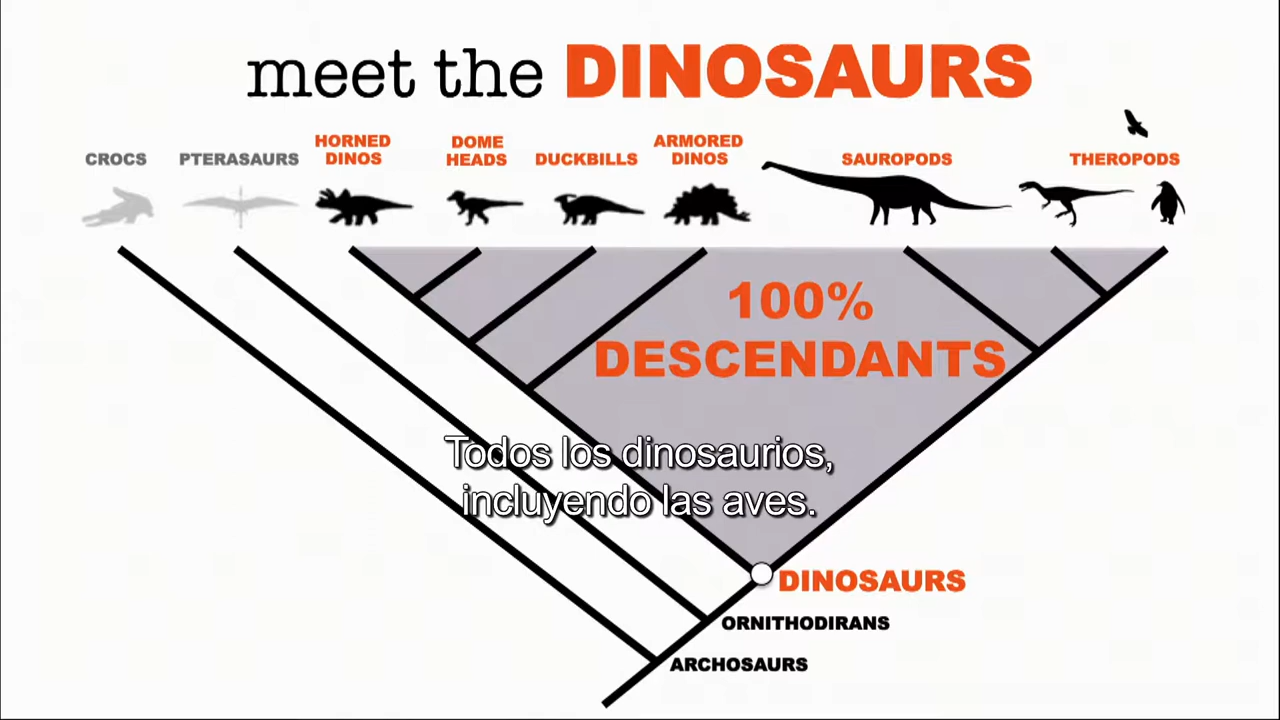 meet the DINOSAURS
CROCS
PTERASAURS
HORNED
DINOS
DOME
HEADS
DUCKBILLS
ARMORED
DINOS
SAUROPODS
THEROPODS
100%
DESCENDANTS
Todos los dinosaurios,
incluyendo las aves.
DINOSAURS
ORNITHODIRANS
ARCHOSAURS